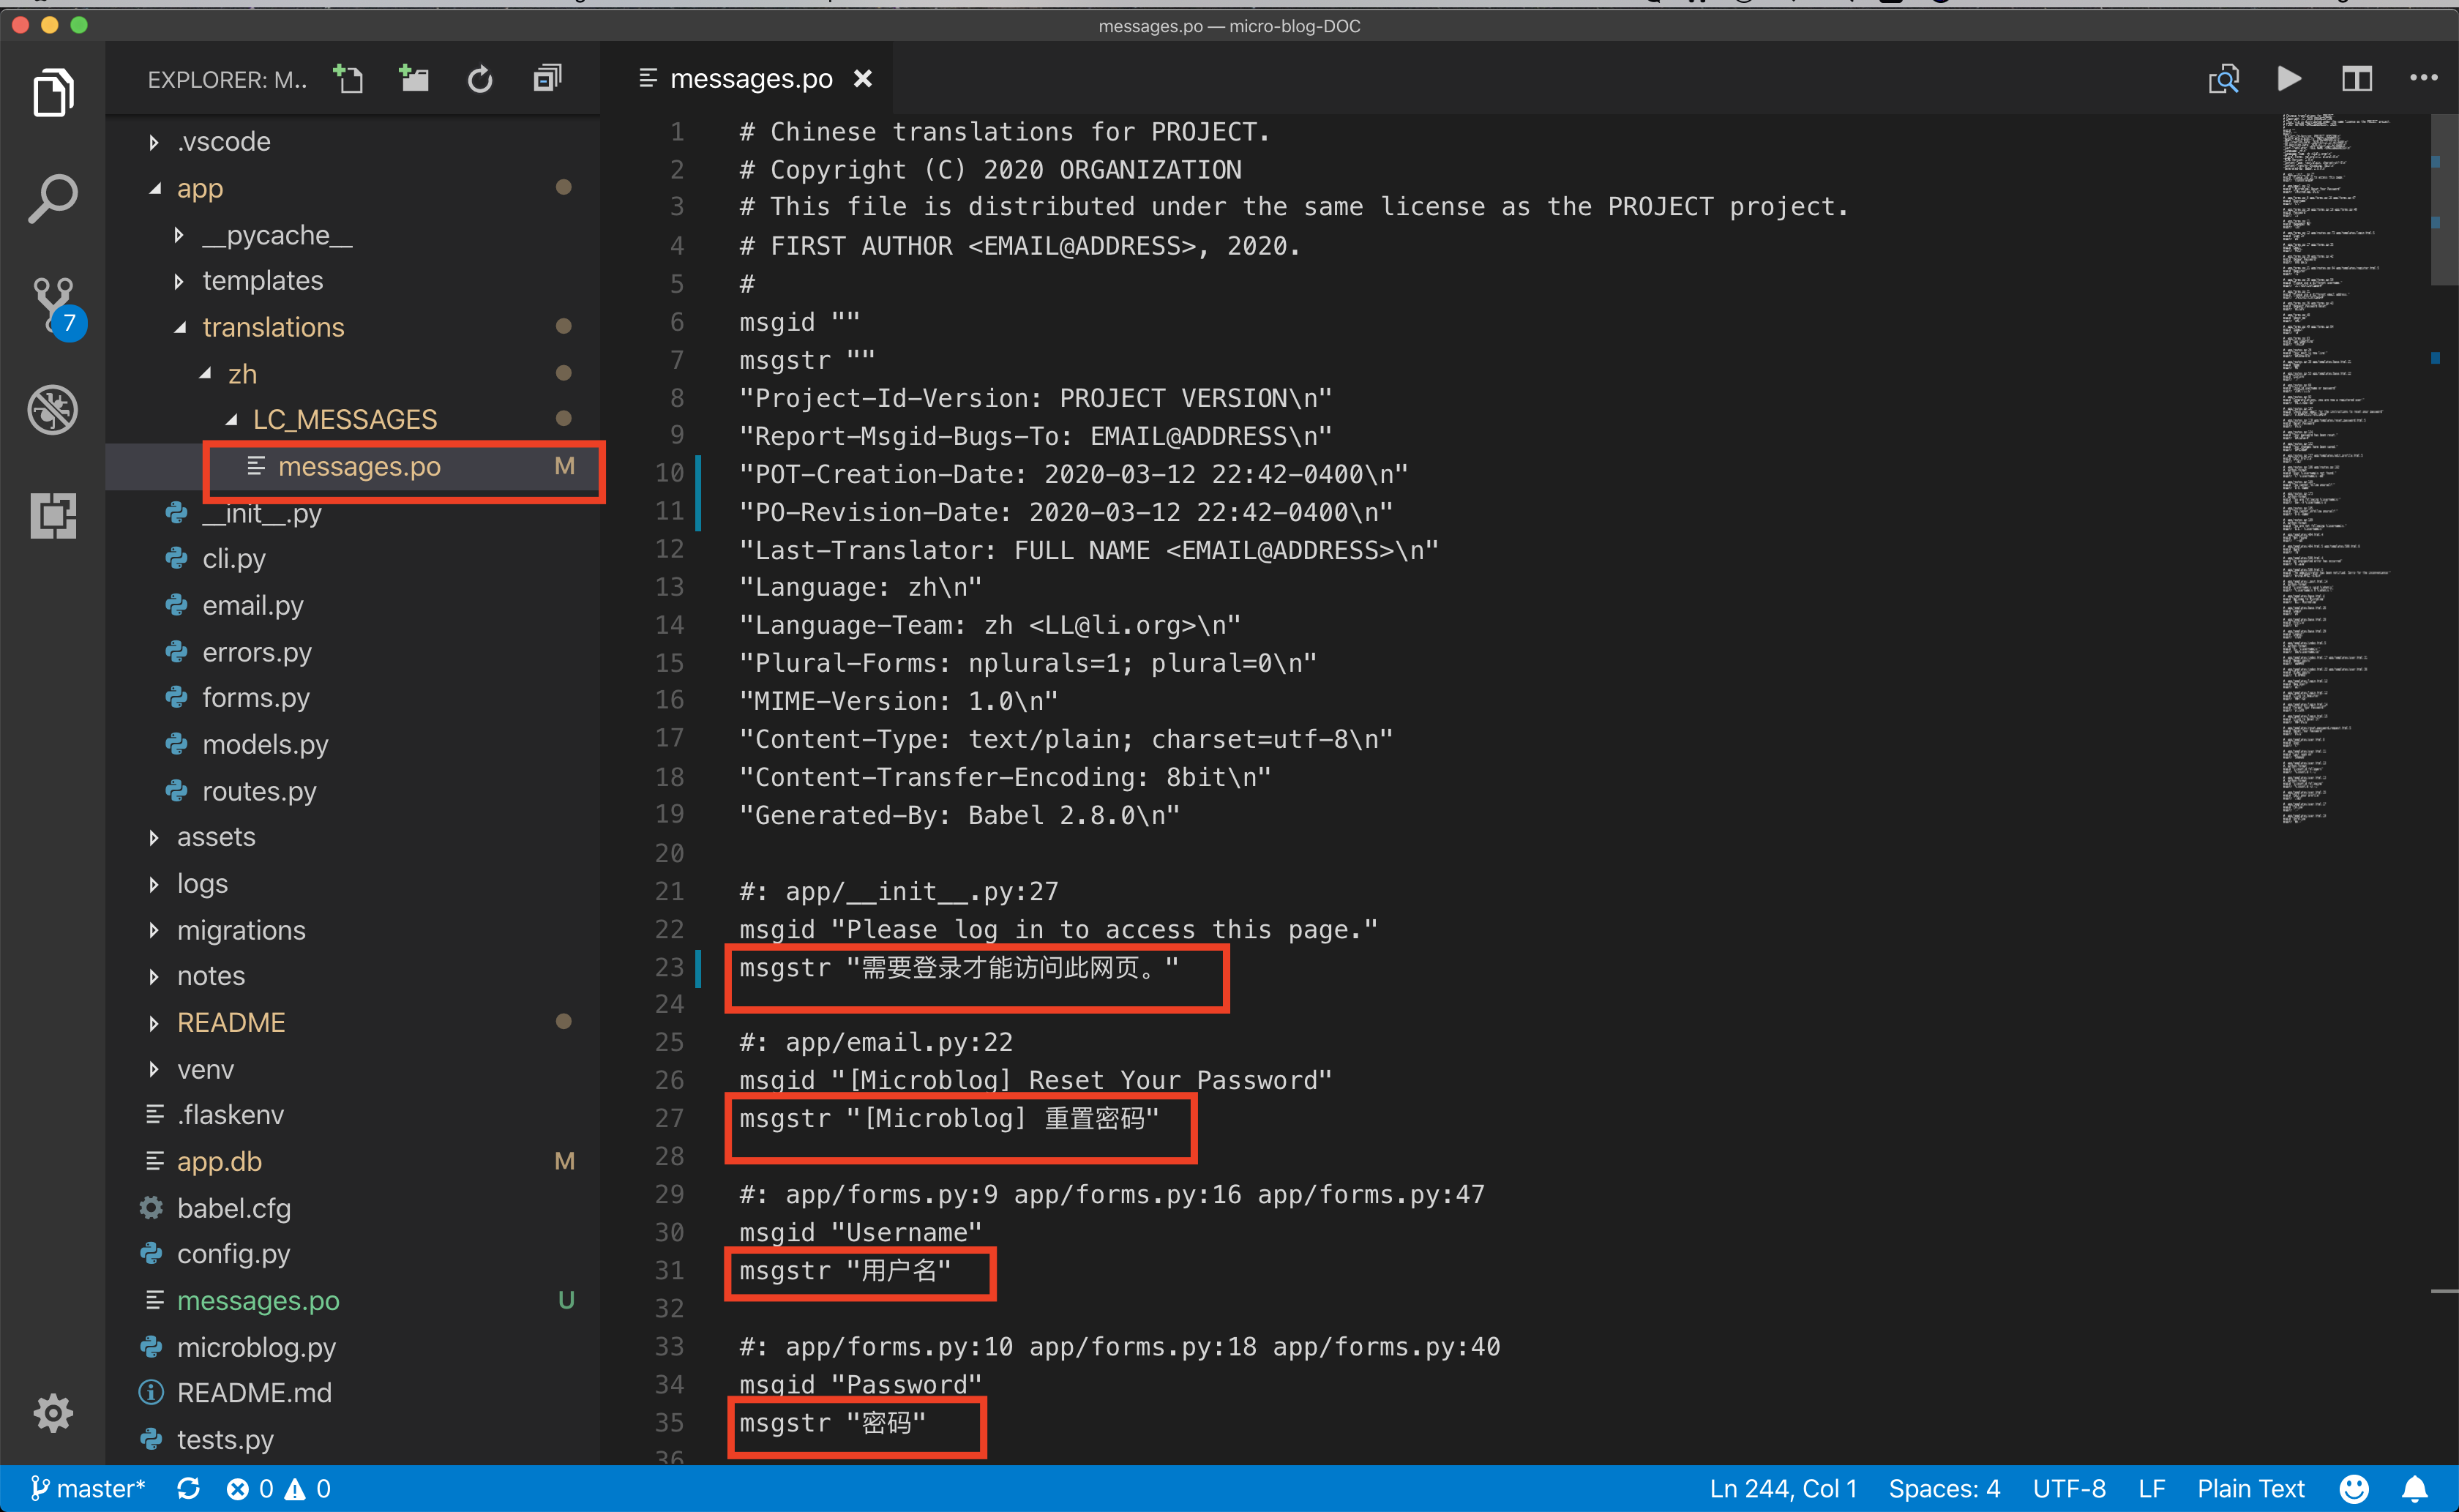 messages.po — micro-blog-DOC
EXPLORER: M..
messages.po
.vscode
app
__pycache__
templates
translations
zh
LC_MESSAGES
messages.po M
__init__.py
cli.py
email.py
errors.py
forms.py
models.py
routes.py
assets
logs
migrations
notes
README
venv
.flaskenv
app.db M
babel.cfg
config.py
messages.po U
microblog.py
README.md
tests.py
7
1 # Chinese translations for PROJECT.
2 # Copyright (C) 2020 ORGANIZATION
3 # This file is distributed under the same license as the PROJECT project.
4 # FIRST AUTHOR <EMAIL@ADDRESS>, 2020.
5 #
6 msgid ""
7 msgstr ""
8 "Project-Id-Version: PROJECT VERSION\n"
9 "Report-Msgid-Bugs-To: EMAIL@ADDRESS\n"
10 "POT-Creation-Date: 2020-03-12 22:42-0400\n"
11 "PO-Revision-Date: 2020-03-12 22:42-0400\n"
12 "Last-Translator: FULL NAME <EMAIL@ADDRESS>\n"
13 "Language: zh\n"
14 "Language-Team: zh <LL@li.org>\n"
15 "Plural-Forms: nplurals=1; plural=0\n"
16 "MIME-Version: 1.0\n"
17 "Content-Type: text/plain; charset=utf-8\n"
18 "Content-Transfer-Encoding: 8bit\n"
19 "Generated-By: Babel 2.8.0\n"
20
21 #: app/__init__.py:27
22 msgid "Please log in to access this page."
23 msgstr "需要登录才能访问此网页。"
24
25 #: app/email.py:22
26 msgid "[Microblog] Reset Your Password"
27 msgstr "[Microblog] 重置密码"
28
29 #: app/forms.py:9 app/forms.py:16 app/forms.py:47
30 msgid "Username"
31 msgstr "用户名"
32
33 #: app/forms.py:10 app/forms.py:18 app/forms.py:40
34 msgid "Password"
35 msgstr "密码"
36
master* 0 0 Ln 244, Col 1 Spaces: 4 UTF-8 LF Plain Text